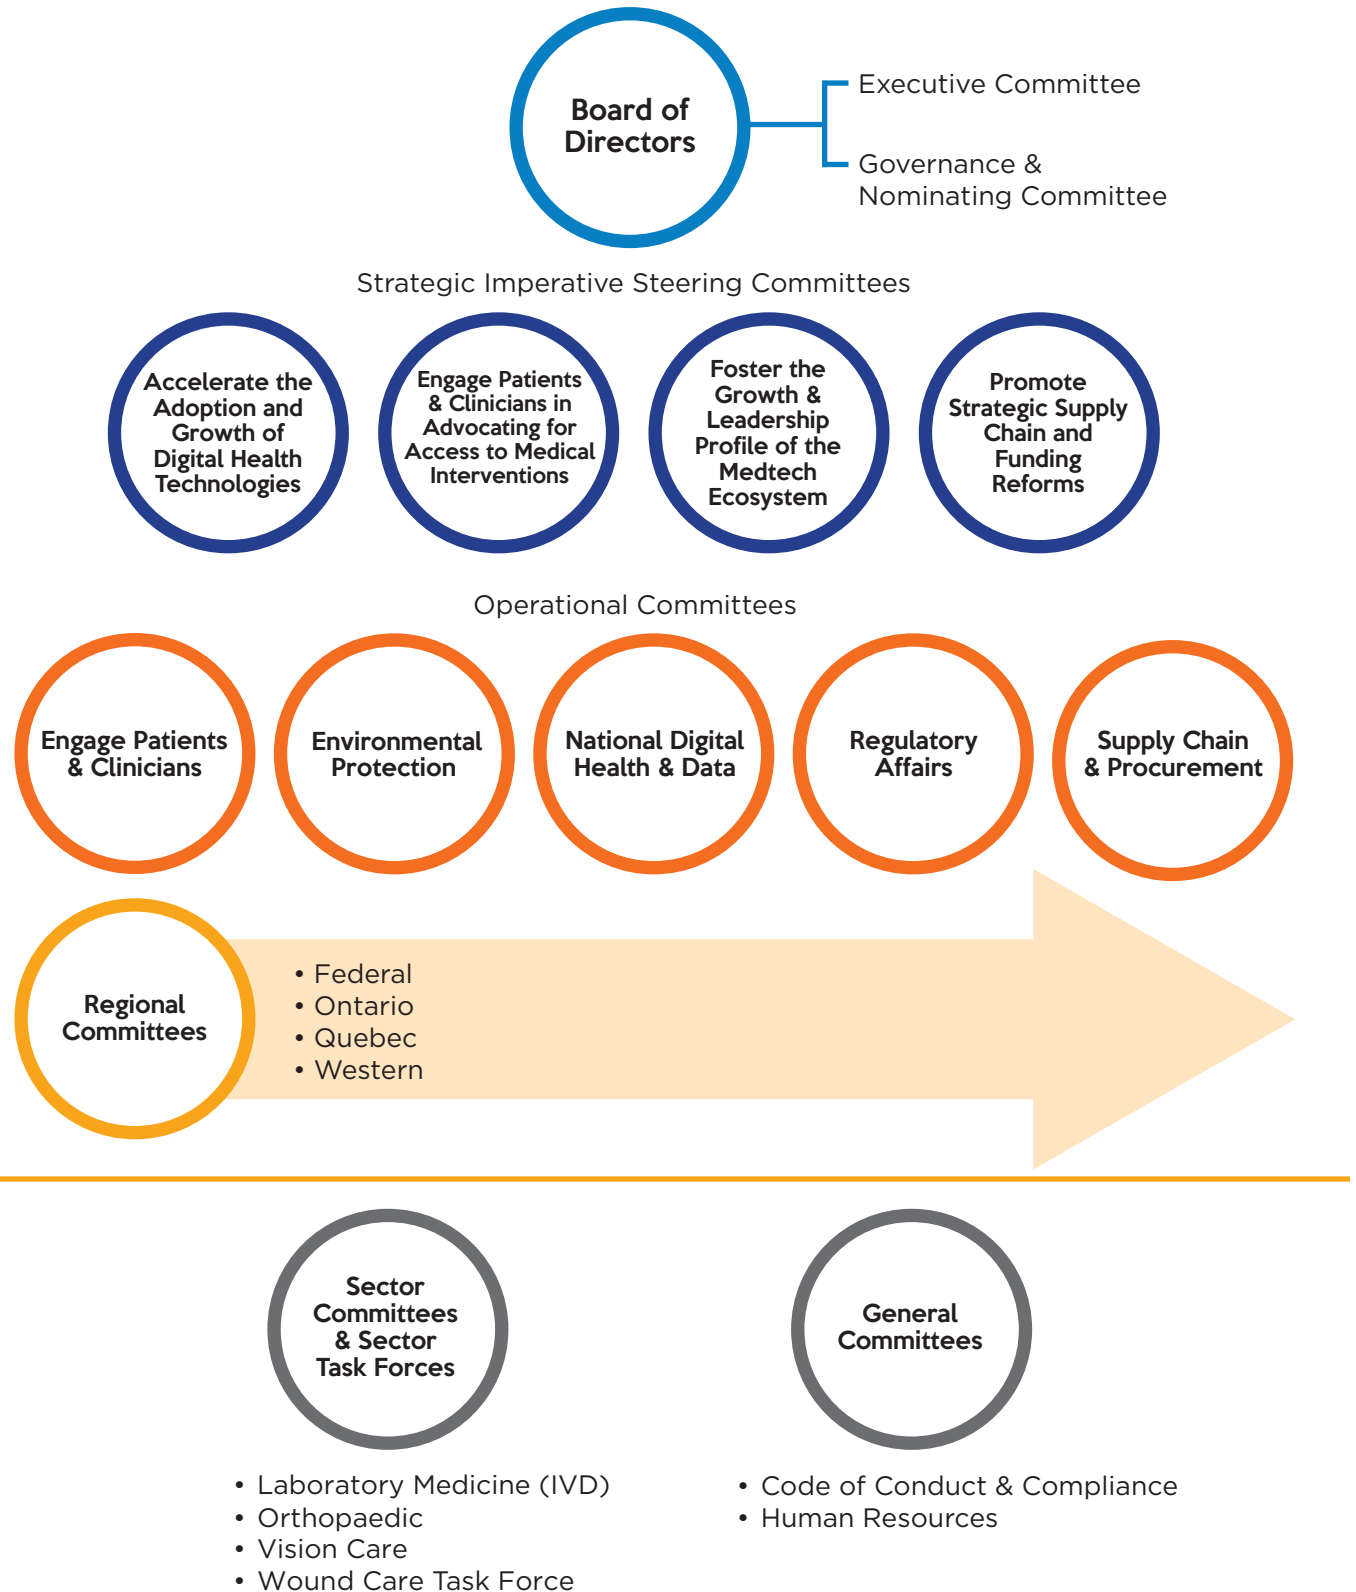 Board of
Directors
Executive Committee
Governance &
Nominating Committee
Strategic Imperative Steering Committees
Accelerate the
Adoption and
Growth of
Digital Health
Technologies
Engage Patients
& Clinicians in
Advocating for
Access to Medical
Interventions
Foster the
Growth &
Leadership
Profile of the
Medtech
Ecosystem
Promote
Strategic Supply
Chain and
Funding
Reforms
Operational Committees
Engage Patients
& Clinicians
Environmental
Protection
National Digital
Health & Data
Regulatory
Affairs
Supply Chain
& Procurement
Regional
Committees
• Federal
• Ontario
• Quebec
• Western
Sector
Committees
& Sector
Task Forces
• Laboratory Medicine (IVD)
• Orthopaedic
• Vision Care
• Wound Care Task Force
General
Committees
• Code of Conduct & Compliance
• Human Resources